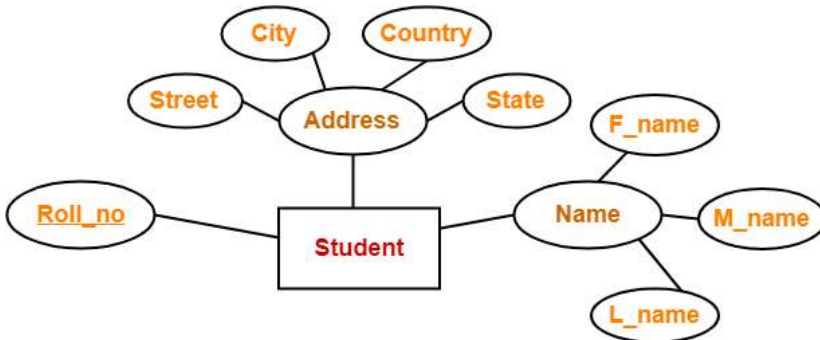 City
Country
Street
Address
State
F_name
Roll_no
Student
Name
M_name
L_name